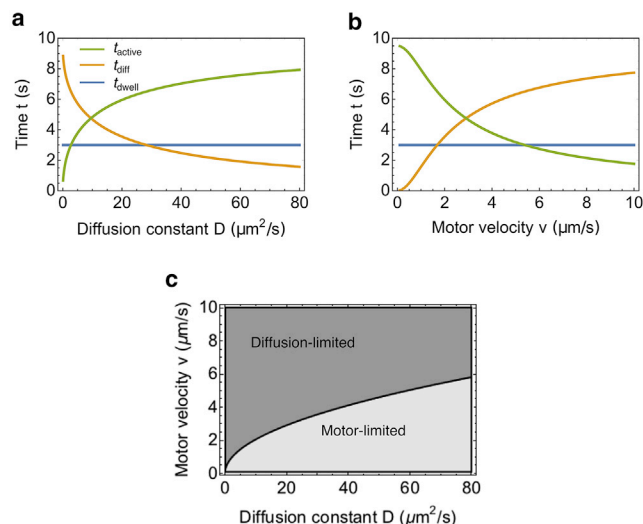 a
10
8
6
4
2
0
Time t (s)
t_active
t_diff
t_dwell
0 20 40 60 80
Diffusion constant D (μm²/s)
b
10
8
6
4
2
0
Time t (s)
0 2 4 6 8 10
Motor velocity v (μm/s)
c
10
8
6
4
2
0
Motor velocity v (μm/s)
Diffusion-limited
Motor-limited
0 20 40 60 80
Diffusion constant D (μm²/s)